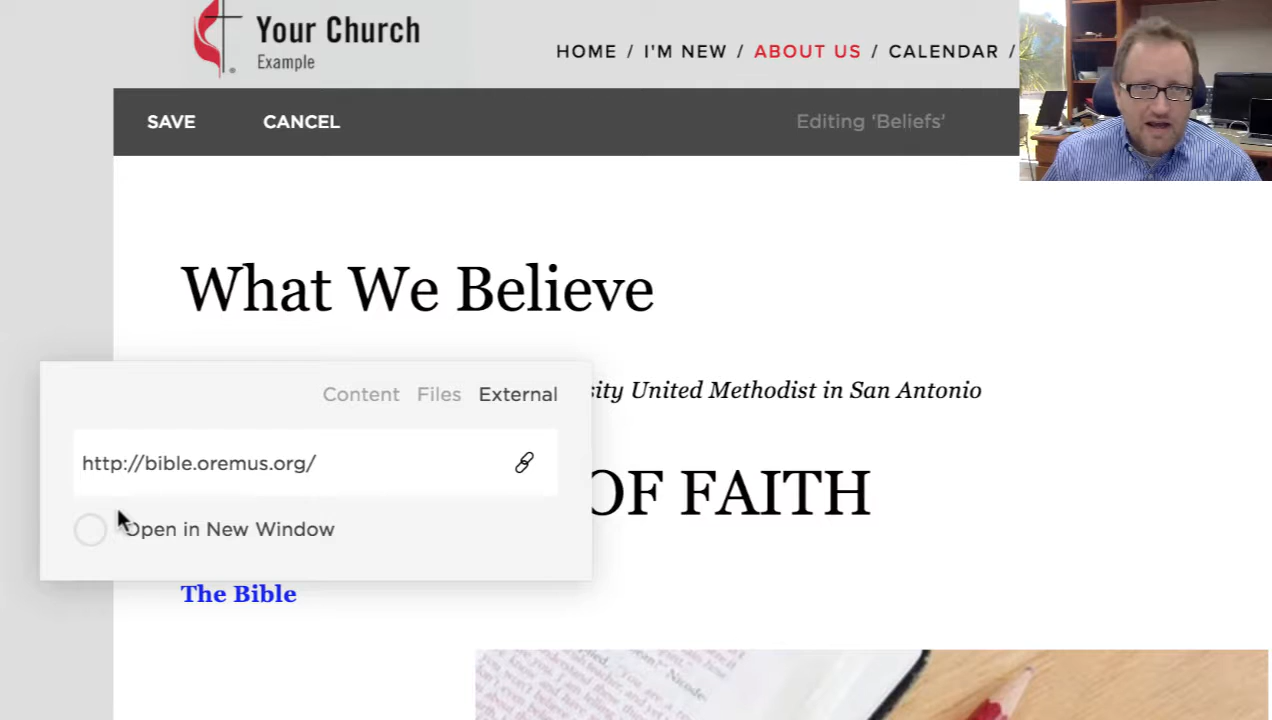 Your Church
Example
HOME / I'M NEW / ABOUT US / CALENDAR /
SAVE CANCEL Editing ‘Beliefs’
What We Believe
Content Files External
sity United Methodist in San Antonio
http://bible.oremus.org/
OF FAITH
Open in New Window
The Bible